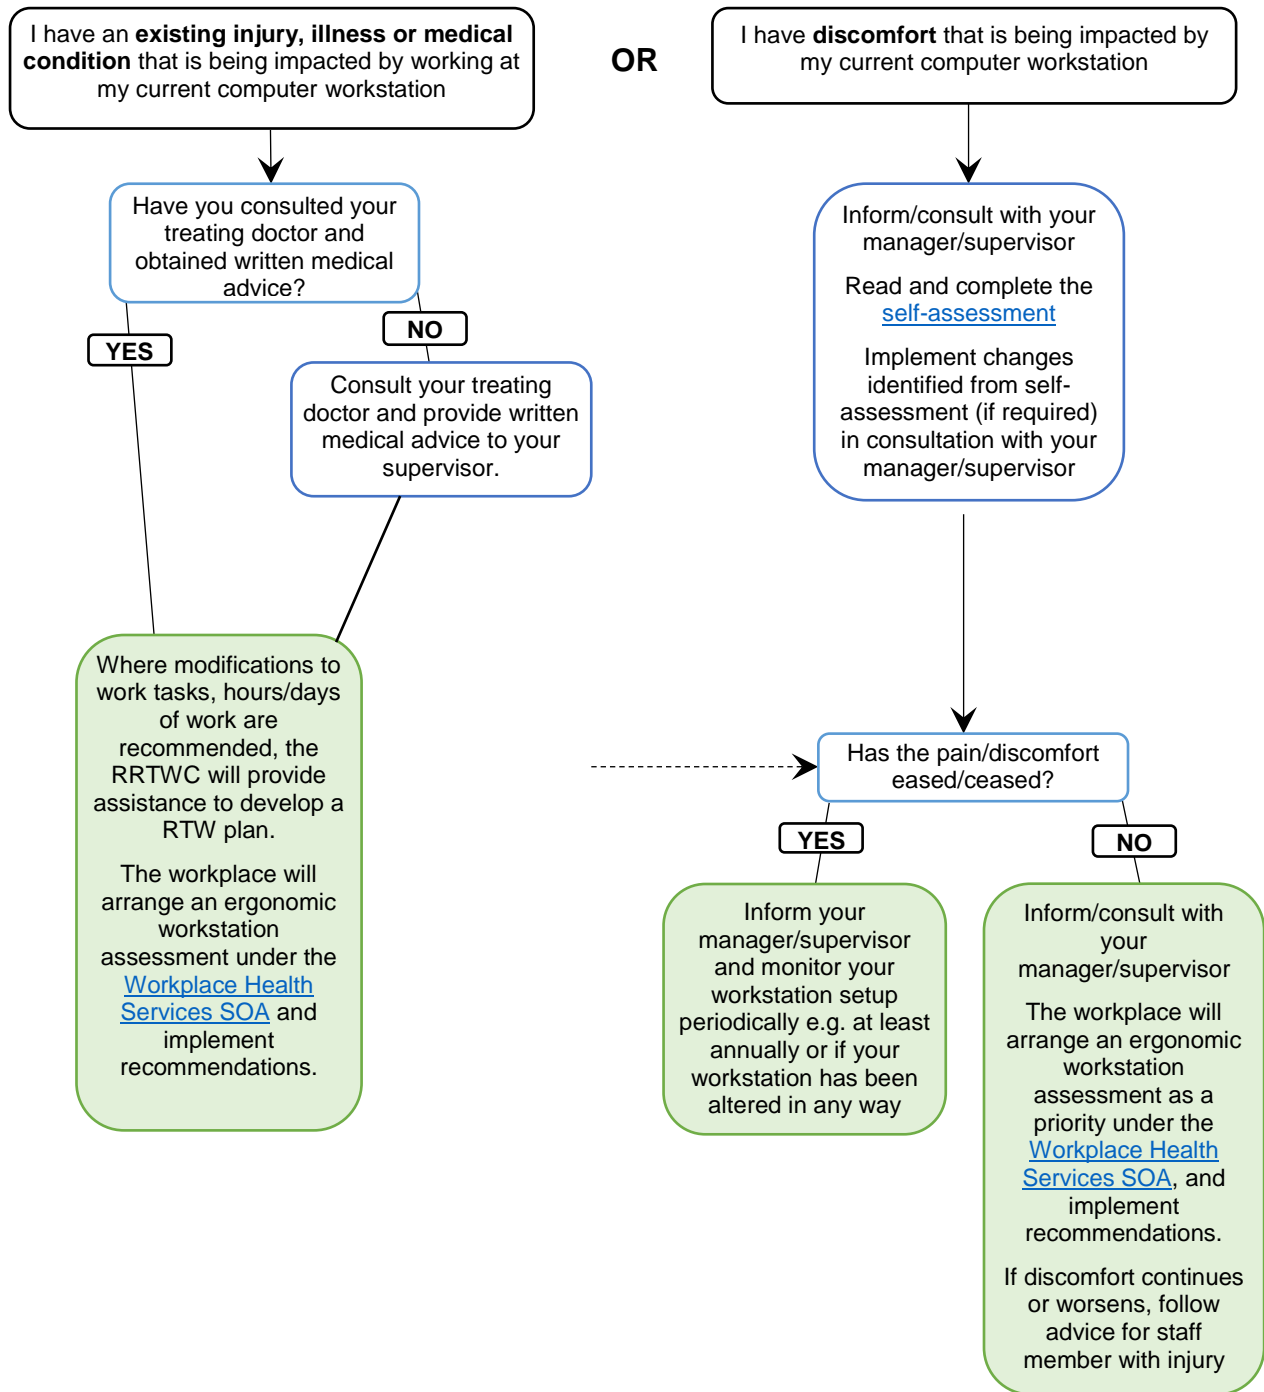 I have an existing injury, illness or medical
condition that is being impacted by working at
my current computer workstation
OR
I have discomfort that is being impacted by
my current computer workstation
Have you consulted your
treating doctor and
obtained written medical
advice?
YES
NO
Consult your treating
doctor and provide written
medical advice to your
supervisor.
Where modifications to
work tasks, hours/days
of work are
recommended, the
RRTWC will provide
assistance to develop a
RTW plan.
The workplace will
arrange an ergonomic
workstation
assessment under the
Workplace Health
Services SOA and
implement
recommendations.
Inform/consult with your
manager/supervisor
Read and complete the
self-assessment
Implement changes
identified from self-
assessment (if required)
in consultation with your
manager/supervisor
Has the pain/discomfort
eased/ceased?
YES
NO
Inform your
manager/supervisor
and monitor your
workstation setup
periodically e.g. at least
annually or if your
workstation has been
altered in any way
Inform/consult with
your
manager/supervisor
The workplace will
arrange an ergonomic
workstation
assessment as a
priority under the
Workplace Health
Services SOA, and
implement
recommendations.
If discomfort continues
or worsens, follow
advice for staff
member with injury